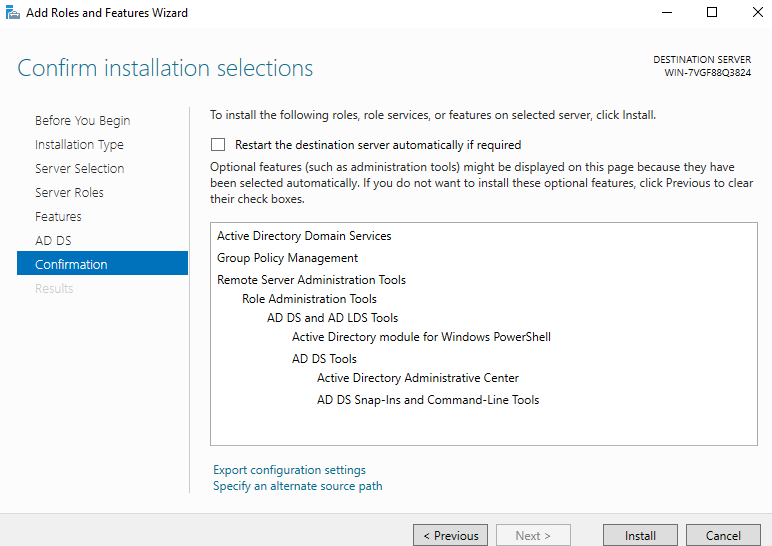 Add Roles and Features Wizard
Confirm installation selections
DESTINATION SERVER
WIN-7VGF88Q3824
Before You Begin
Installation Type
Server Selection
Server Roles
Features
AD DS
Confirmation
Results
To install the following roles, role services, or features on selected server, click Install.
Restart the destination server automatically if required
Optional features (such as administration tools) might be displayed on this page because they have
been selected automatically. If you do not want to install these optional features, click Previous to clear
their check boxes.
Active Directory Domain Services
Group Policy Management
Remote Server Administration Tools
Role Administration Tools
AD DS and AD LDS Tools
Active Directory module for Windows PowerShell
AD DS Tools
Active Directory Administrative Center
AD DS Snap-Ins and Command-Line Tools
Export configuration settings
Specify an alternate source path
< Previous
Next >
Install
Cancel